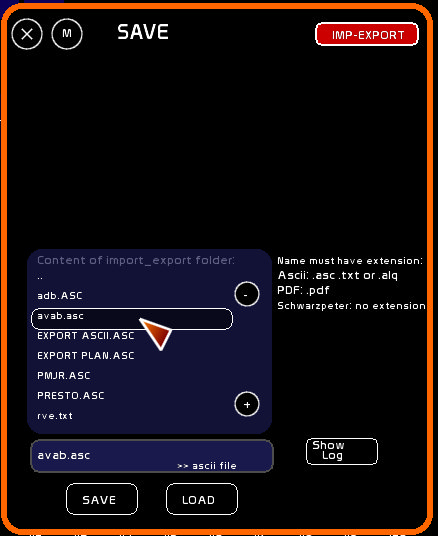 M
SAVE
IMP-EXPORT
Content of import_export folder:
..
adb.ASC
avab.asc
EXPORT ASCII.ASC
EXPORT PLAN.ASC
PMJR.ASC
PRESTO.ASC
rve.txt
-
+
Name must have extension:
Ascii: .asc .txt or .alq
PDF: .pdf
Schwarzpeter: no extension
avab.asc
>> ascii file
Show
Log
SAVE
LOAD